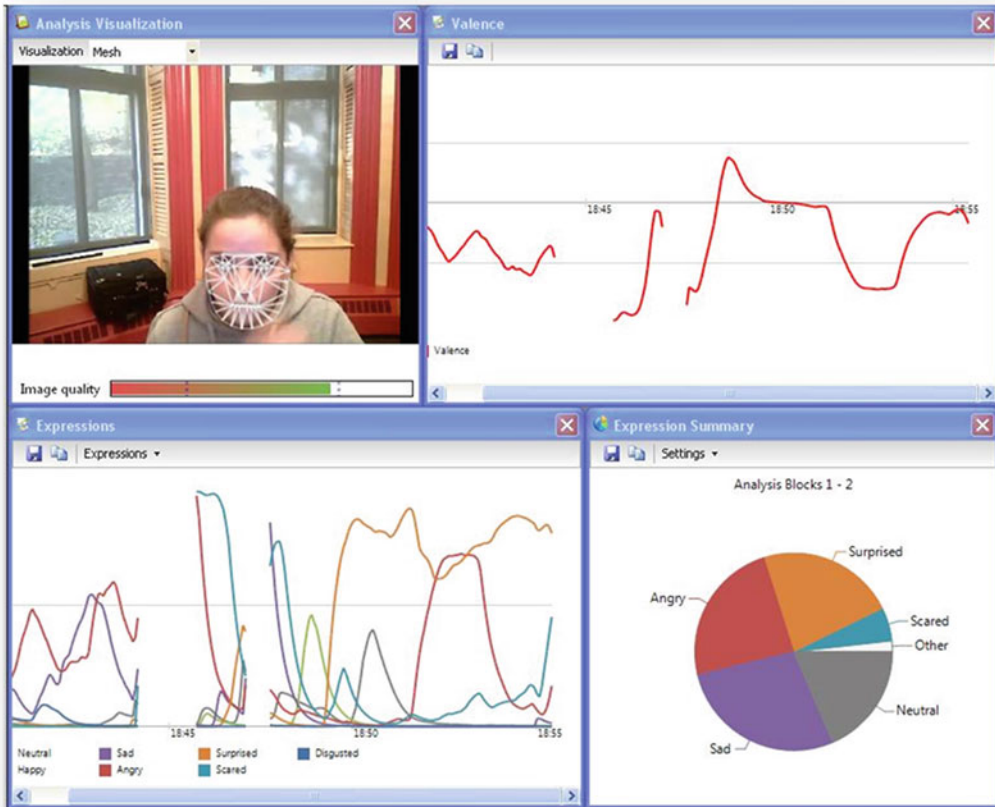 Analysis Visualization
Visualization Mesh
Image quality
Valence
18:45 18:50 18:55
Valence
Expressions
Expressions
18:45 18:50 18:55
Neutral Sad Surprised Disgusted
Happy Angry Scared
Expression Summary
Settings
Analysis Blocks 1 - 2
Surprised
Angry
Scared
Other
Neutral
Sad